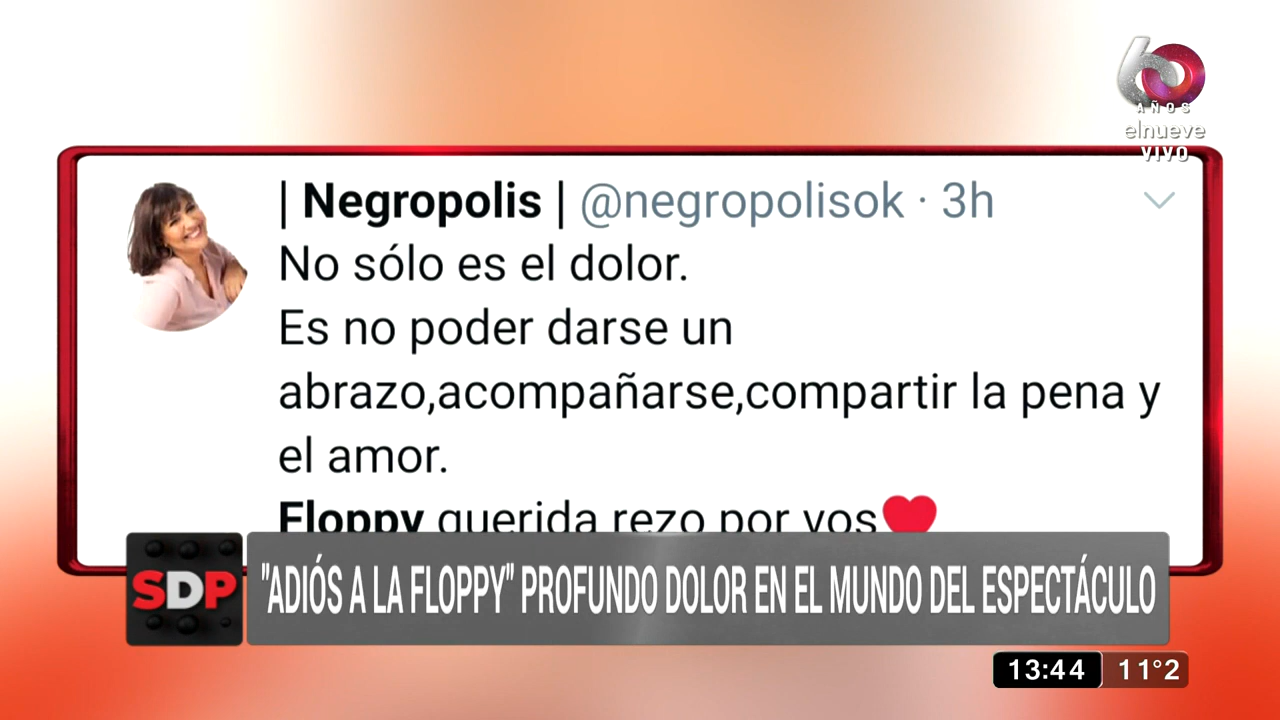 60
AÑOS
elnueve
VIVO
| Negropolis | @negropolisok · 3h
No sólo es el dolor.
Es no poder darse un
abrazo,acompañarse,compartir la pena y
el amor.
Floppy querida rezo por vos❤️
SDP
"ADIÓS A LA FLOPPY" PROFUNDO DOLOR EN EL MUNDO DEL ESPECTÁCULO
13:44 11°2